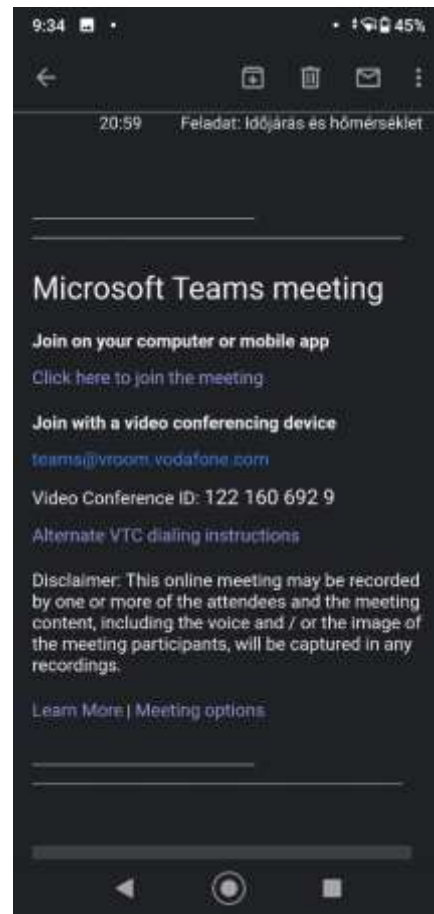 9:34
45%
20:59 Feladat: Időjárás és hőmérséklet
Microsoft Teams meeting
Join on your computer or mobile app
Click here to join the meeting
Join with a video conferencing device
teams@vroom.vodafone.com
Video Conference ID: 122 160 692 9
Alternate VTC dialing instructions
Disclaimer: This online meeting may be recorded
by one or more of the attendees and the meeting
content, including the voice and / or the image of
the meeting participants, will be captured in any
recordings.
Learn More | Meeting options